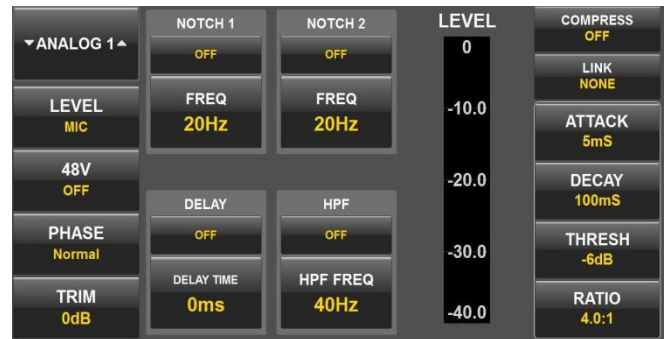 ▼ANALOG 1▲
LEVEL
MIC
48V
OFF
PHASE
Normal
TRIM
0dB
NOTCH 1
OFF
FREQ
20Hz
NOTCH 2
OFF
FREQ
20Hz
DELAY
OFF
DELAY TIME
0ms
HPF
OFF
HPF FREQ
40Hz
LEVEL
0
-10.0
-20.0
-30.0
-40.0
COMPRESS
OFF
LINK
NONE
ATTACK
5mS
DECAY
100mS
THRESH
-6dB
RATIO
4.0:1